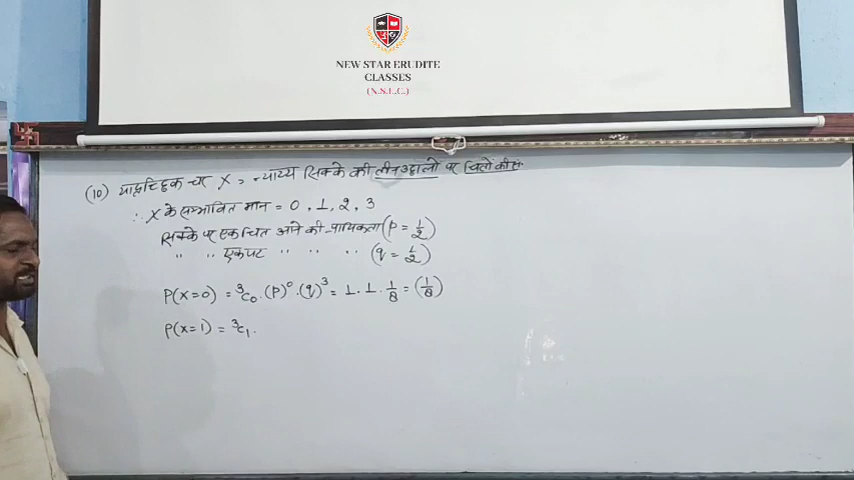 NEW STAR ERUDITE
CLASSES
(N.S.E.C.)
(10) यादृच्छिक चर X = न्याय्य सिक्के की तीन उछालों पर चितों की सं०
∴ X के सम्भावित मान = 0, 1, 2, 3
सिक्के पर एक चित आने की प्रायिकता (p = 1/2)
" " एक पट " " " (q = 1/2)
P(X=0) = ³C₀ . (p)⁰ . (q)³ = 1 . 1 . 1/8 = (1/8)
P(X=1) = ³C₁ .